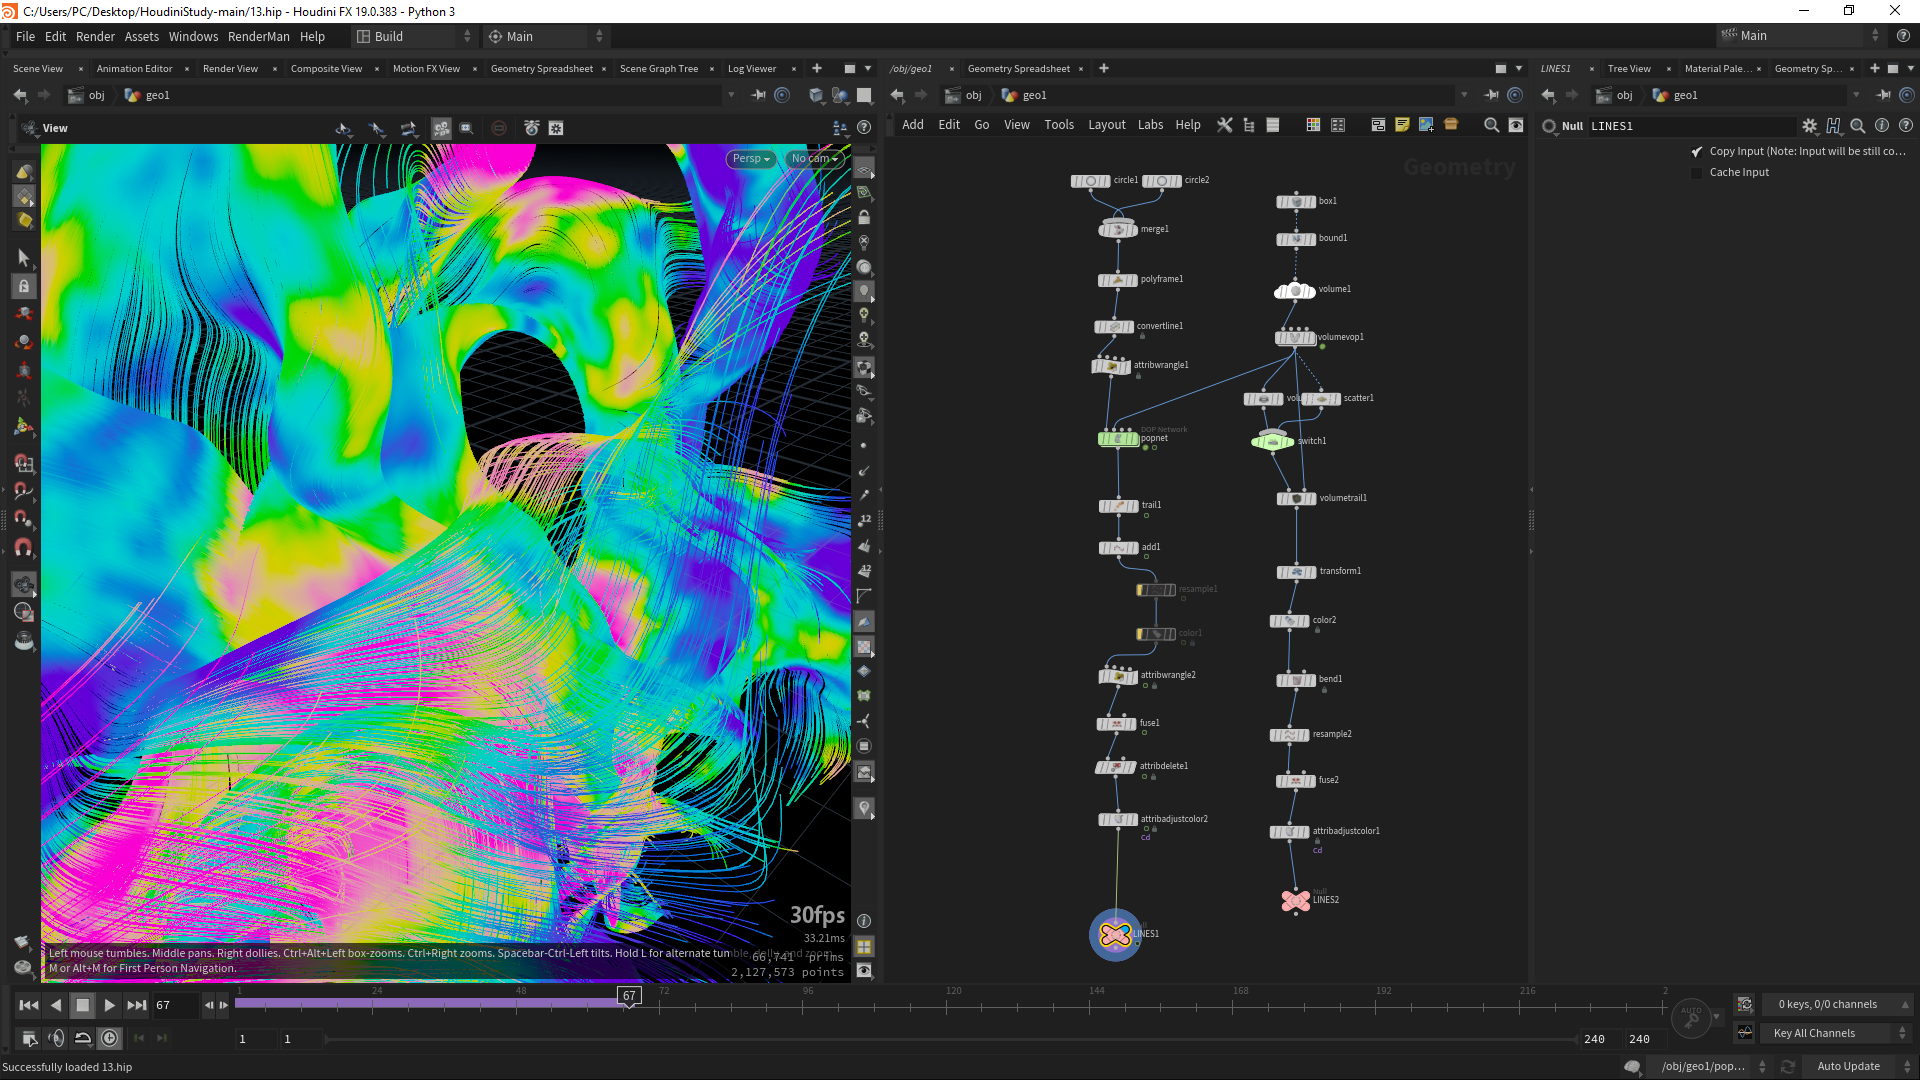 C:/Users/PC/Desktop/HoudiniStudy-main/13.hip - Houdini FX 19.0.383 - Python 3
File Edit Render Assets Windows RenderMan Help Build Main Main
Scene View Animation Editor Render View Composite View Motion FX View Geometry Spreadsheet Scene Graph Tree Log Viewer
/obj/geo1 Geometry Spreadsheet
LINES1 Tree View Material Pale... Geometry Sp...
obj geo1
obj geo1
obj geo1
View
Add Edit Go View Tools Layout Labs Help
Null LINES1
Copy Input (Note: Input will be still co...
Cache Input
Persp No cam
Geometry
circle1
circle2
merge1
polyframe1
convertline1
attribwrangle1
DOP Network
popnet
trail1
add1
resample1
color1
attribwrangle2
fuse1
attribdelete1
attribadjustcolor2
Cd
LINES1
box1
bound1
volume1
volumevop1
scatter1
switch1
volumetrail1
transform1
color2
bend1
resample2
fuse2
attribadjustcolor1
Cd
Null
LINES2
12
12
30fps
33.21ms
66,741 prims
2,127,573 points
Left mouse tumbles. Middle pans. Right dollies. Ctrl+Alt+Left box-zooms. Ctrl+Right zooms. Spacebar-Ctrl-Left tilts. Hold L for alternate tumble, dolly, and zoom.
M or Alt+M for First Person Navigation.
67
1 24 48 67 72 96 120 144 168 192 216 2
AUTO
0 keys, 0/0 channels
1 1 240 240
Key All Channels
Successfully loaded 13.hip
/obj/geo1/pop...
Auto Update